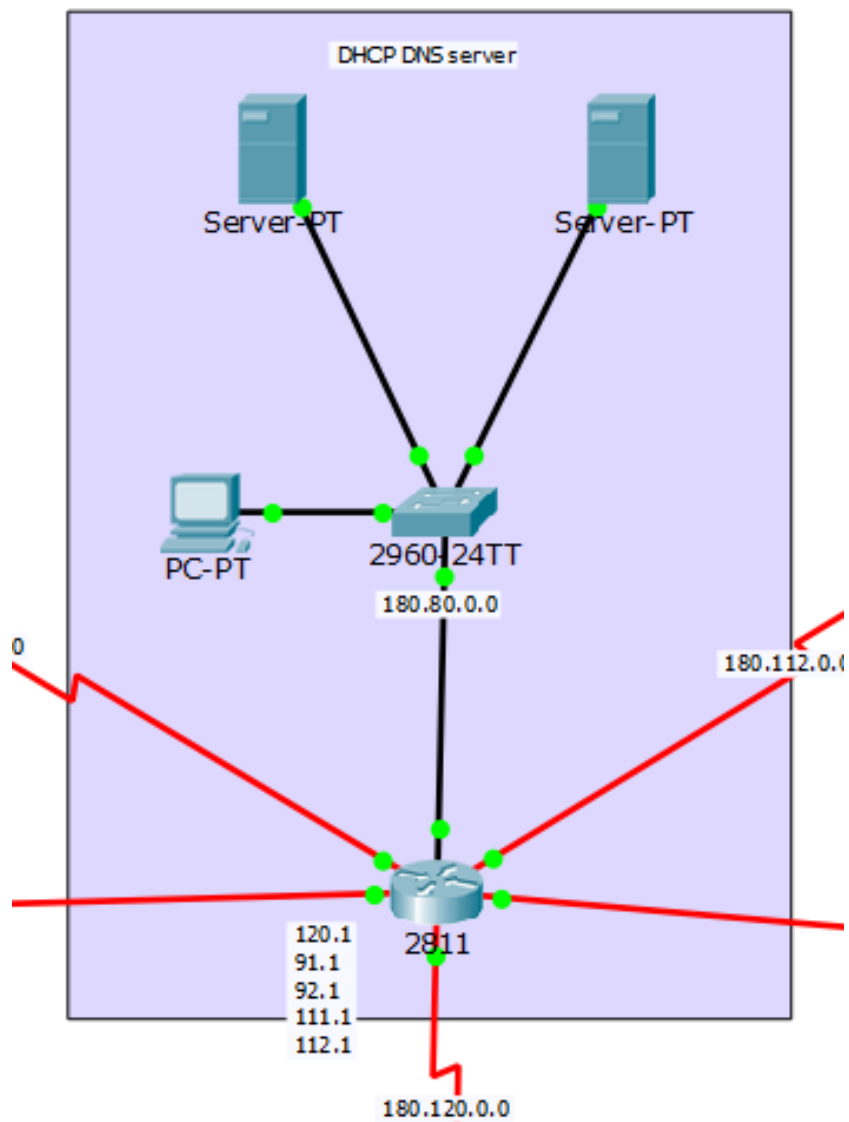 DHCP DNS server
Server-PT
Server-PT
PC-PT
2960-24TT
180.80.0.0
0
180.112.0.0
2811
120.1
91.1
92.1
111.1
112.1
180.120.0.0